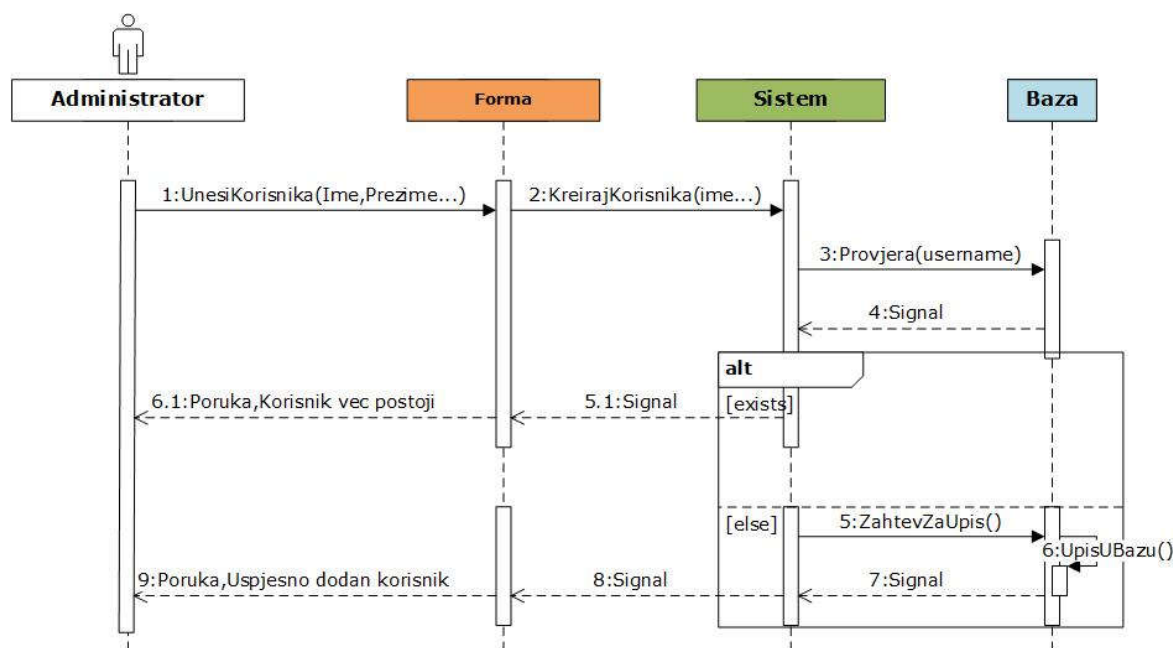 Administrator
Forma
Sistem
Baza
1:UnesiKorisnika(Ime,Prezime...)
2:KreirajKorisnika(ime...)
3:Provjera(username)
4:Signal
alt
6.1:Poruka,Korisnik vec postoji
5.1:Signal
[exists]
[else]
5:ZahtevZaUpis()
6:UpisUBazu()
9:Poruka,Uspjesno dodan korisnik
8:Signal
7:Signal